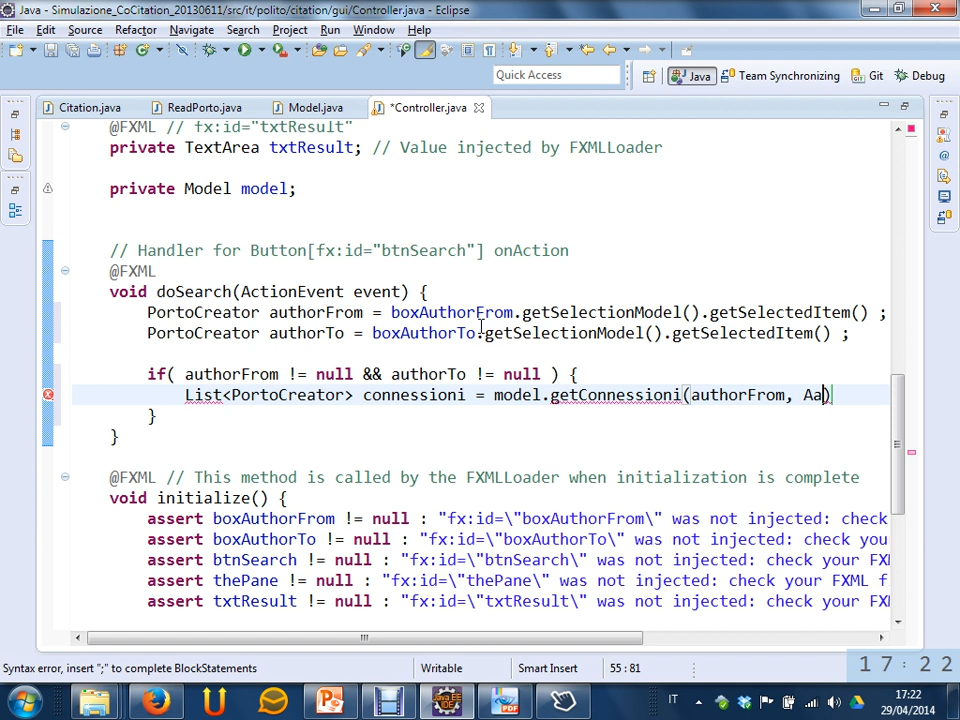 Java - Simulazione_CoCitation_20130611/src/it/polito/citation/gui/Controller.java - Eclipse
File Edit Source Refactor Navigate Search Project Run Window Help
Quick Access Java Team Synchronizing Git Debug
Citation.java ReadPorto.java Model.java *Controller.java
@FXML // fx:id="txtResult"
private TextArea txtResult; // Value injected by FXMLLoader
private Model model;
// Handler for Button[fx:id="btnSearch"] onAction
@FXML
void doSearch(ActionEvent event) {
PortoCreator authorFrom = boxAuthorFrom.getSelectionModel().getSelectedItem() ;
PortoCreator authorTo = boxAuthorTo.getSelectionModel().getSelectedItem() ;
if( authorFrom != null && authorTo != null ) {
List<PortoCreator> connessioni = model.getConnessioni(authorFrom, Aa)
}
}
@FXML // This method is called by the FXMLLoader when initialization is complete
void initialize() {
assert boxAuthorFrom != null : "fx:id=\"boxAuthorFrom\" was not injected: check
assert boxAuthorTo != null : "fx:id=\"boxAuthorTo\" was not injected: check you
assert btnSearch != null : "fx:id=\"btnSearch\" was not injected: check your FX
assert thePane != null : "fx:id=\"thePane\" was not injected: check your FXML f
assert txtResult != null : "fx:id=\"txtResult\" was not injected: check your FX
Syntax error, insert ";" to complete BlockStatements Writable Smart Insert 55 : 81
17:22
IT 17:22
29/04/2014